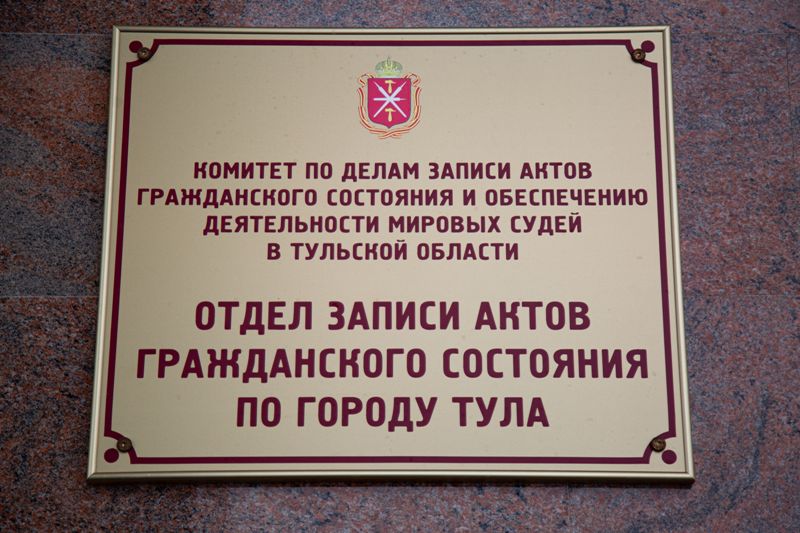 КОМИТЕТ ПО ДЕЛАМ ЗАПИСИ АКТОВ
ГРАЖДАНСКОГО СОСТОЯНИЯ И ОБЕСПЕЧЕНИЮ
ДЕЯТЕЛЬНОСТИ МИРОВЫХ СУДЕЙ
В ТУЛЬСКОЙ ОБЛАСТИ
ОТДЕЛ ЗАПИСИ АКТОВ
ГРАЖДАНСКОГО СОСТОЯНИЯ
ПО ГОРОДУ ТУЛА